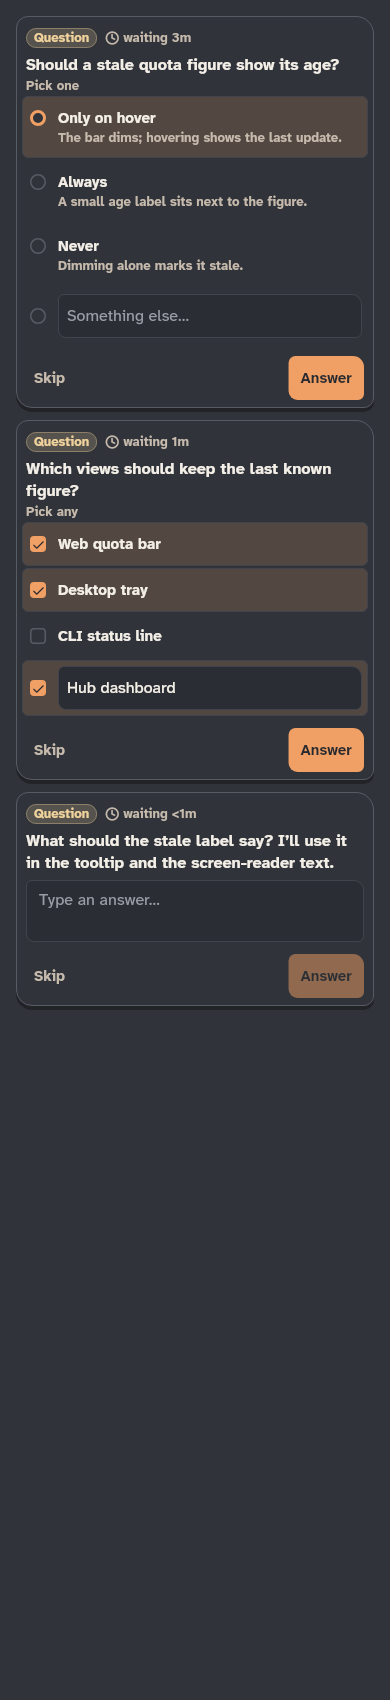 Question waiting 3m
Should a stale quota figure show its age?
Pick one
Only on hover
The bar dims; hovering shows the last update.
Always
A small age label sits next to the figure.
Never
Dimming alone marks it stale.
Something else...
Skip Answer
Question waiting 1m
Which views should keep the last known
figure?
Pick any
Web quota bar
Desktop tray
CLI status line
Hub dashboard
Skip Answer
Question waiting <1m
What should the stale label say? I’ll use it
in the tooltip and the screen-reader text.
Type an answer...
Skip Answer